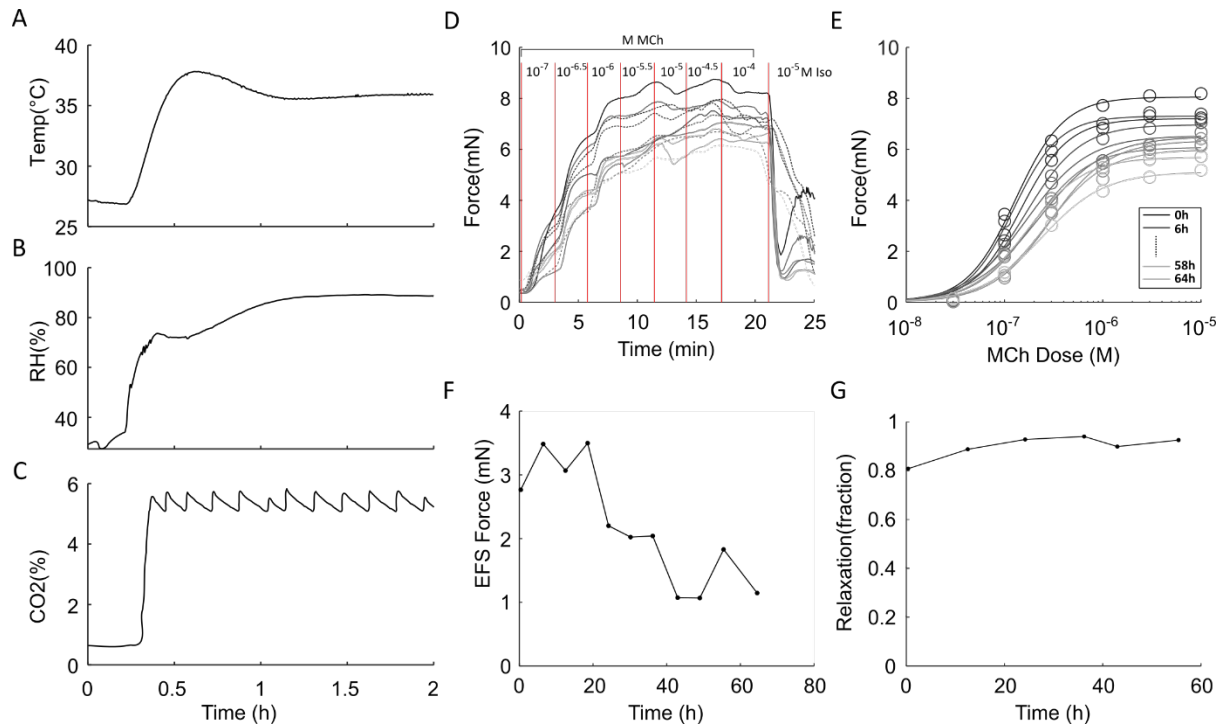 A
40
35
30
25
Temp(°C)
B
100
80
60
40
RH(%)
C
6
4
2
0
CO2(%)
0
0.5
1
1.5
2
Time (h)
D
M MCh
10-7
10-6.5
10-6
10-5.5
10-5
10-4.5
10-4
10-5 M Iso
10
8
6
4
2
0
Force(mN)
0
5
10
15
20
25
Time (min)
E
10
8
6
4
2
0
Force(mN)
0h
6h
58h
64h
10-8
10-7
10-6
10-5
MCh Dose (M)
F
4
3
2
1
0
EFS Force (mN)
0
20
40
60
80
Time (h)
G
1
0.8
0.6
0.4
0.2
0
Relaxation(fraction)
0
20
40
60
Time (h)